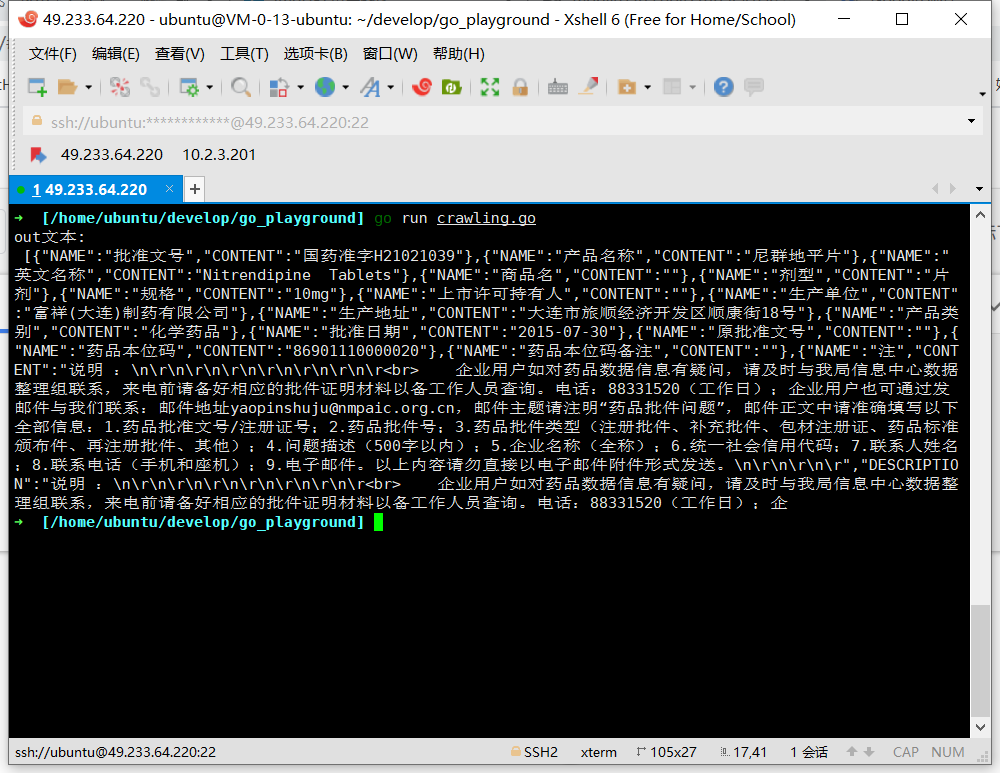 49.233.64.220 - ubuntu@VM-0-13-ubuntu: ~/develop/go_playground - Xshell 6 (Free for Home/School)
文件(F) 编辑(E) 查看(V) 工具(T) 选项卡(B) 窗口(W) 帮助(H)
ssh://ubuntu:************@49.233.64.220:22
49.233.64.220 10.2.3.201
1 49.233.64.220 × +
→ [/home/ubuntu/develop/go_playground] go run crawling.go
out文本:
[{"NAME":"批准文号","CONTENT":"国药准字H21021039"},{"NAME":"产品名称","CONTENT":"尼群地平片"},{"NAME":"
英文名称","CONTENT":"Nitrendipine Tablets"},{"NAME":"商品名","CONTENT":""},{"NAME":"剂型","CONTENT":"片
剂"},{"NAME":"规格","CONTENT":"10mg"},{"NAME":"上市许可持有人","CONTENT":""},{"NAME":"生产单位","CONTENT"
:"富祥(大连)制药有限公司"},{"NAME":"生产地址","CONTENT":"大连市旅顺经济开发区顺康街18号"},{"NAME":"产品类
别","CONTENT":"化学药品"},{"NAME":"批准日期","CONTENT":"2015-07-30"},{"NAME":"原批准文号","CONTENT":""},{
"NAME":"药品本位码","CONTENT":"86901110000020"},{"NAME":"药品本位码备注","CONTENT":""},{"NAME":"注","CONT
ENT":"说明 : \n\r\n\r\n\r\n\r\n\r\n\r\n\r<br> 企业用户如对药品数据信息有疑问，请及时与我局信息中心数据
整理组联系，来电前请备好相应的批件证明材料以备工作人员查询。电话：88331520（工作日）；企业用户也可通过发
邮件与我们联系：邮件地址yaopinshuju@nmpaic.org.cn，邮件主题请注明“药品批件问题”，邮件正文中请准确填写以下
全部信息：1.药品批准文号/注册证号；2.药品批件号；3.药品批件类型（注册批件、补充批件、包材注册证、药品标准
颁布件、再注册批件、其他）；4.问题描述（500字以内）；5.企业名称（全称）；6.统一社会信用代码；7.联系人姓名
；8.联系电话（手机和座机）；9.电子邮件。以上内容请勿直接以电子邮件附件形式发送。\n\r\n\r\n\r","DESCRIPTIO
N":"说明 : \n\r\n\r\n\r\n\r\n\r\n\r\n\r<br> 企业用户如对药品数据信息有疑问，请及时与我局信息中心数据整
理组联系，来电前请备好相应的批件证明材料以备工作人员查询。电话：88331520（工作日）；企
→ [/home/ubuntu/develop/go_playground]
ssh://ubuntu@49.233.64.220:22 SSH2 xterm 105x27 17,41 1 会话 CAP NUM